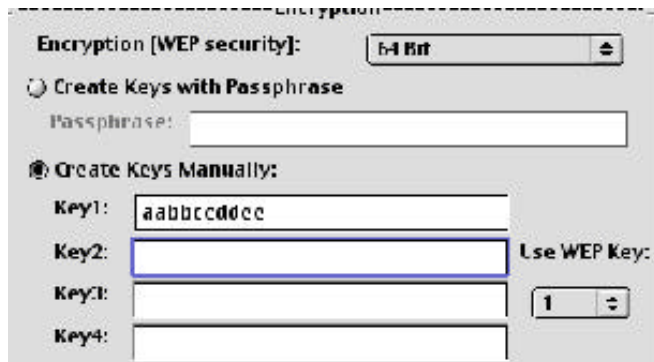 Encryption
Encryption [WEP security]: 64 Bit
Create Keys with Passphrase
Passphrase:
Create Keys Manually:
Key1: aabbccddee
Key2: Use WEP Key:
Key3: 1
Key4: